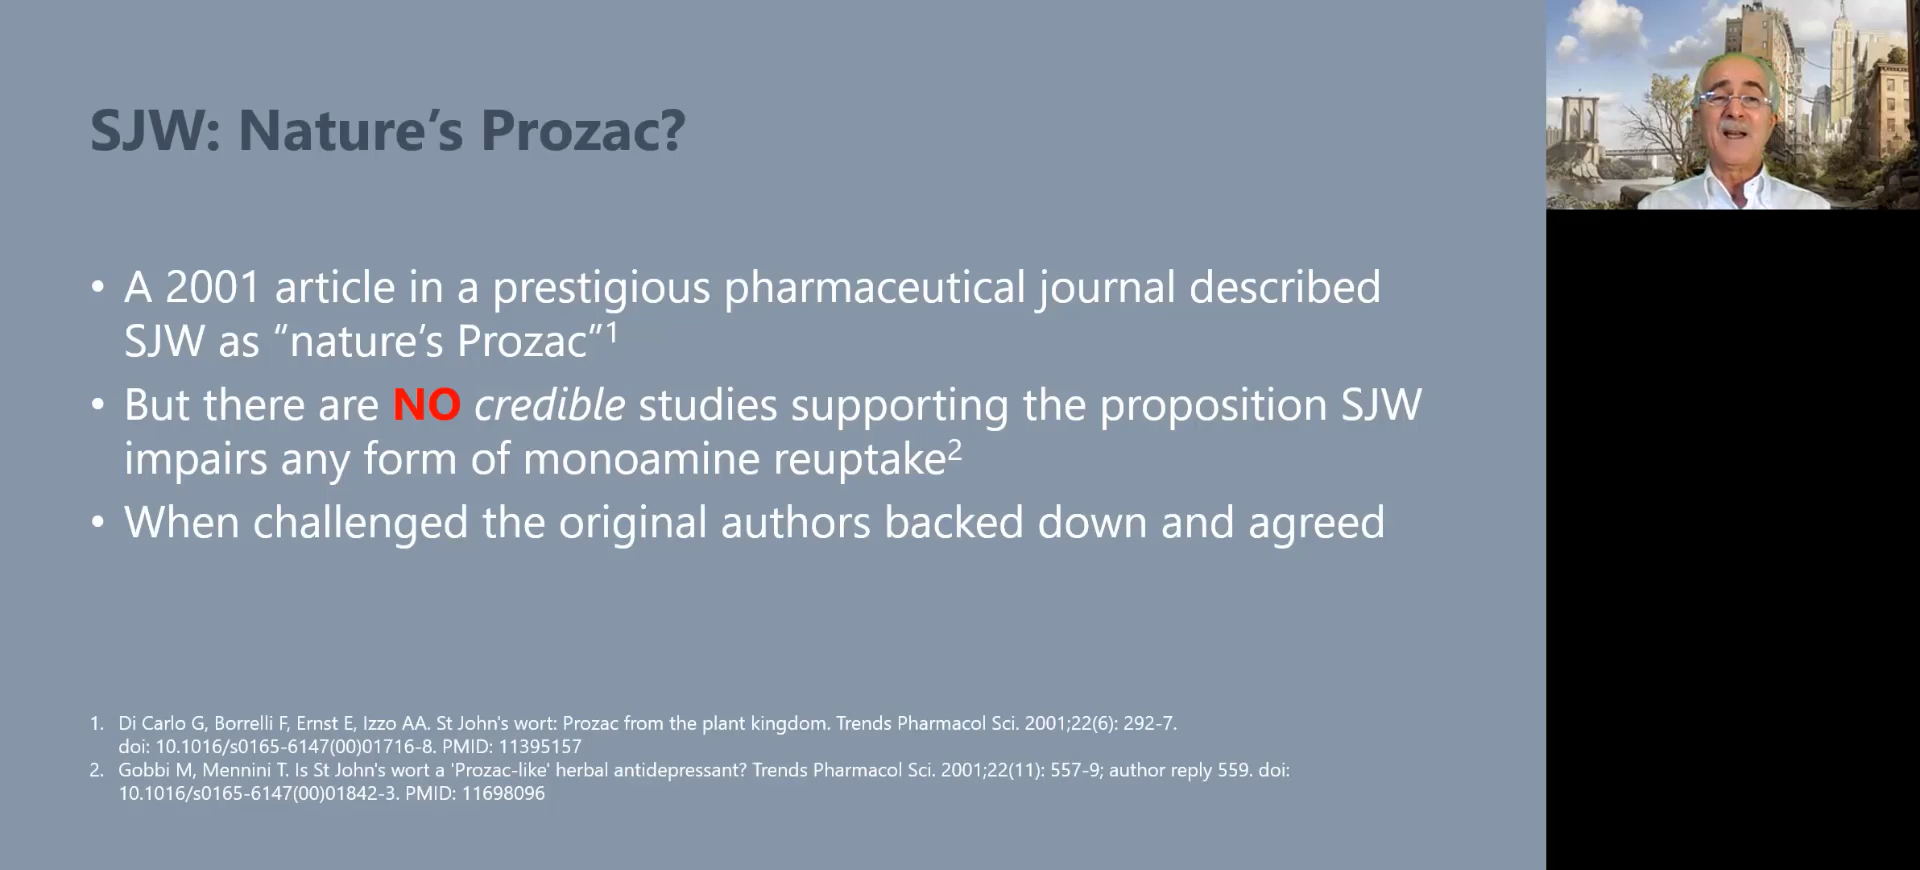 SJW: Nature’s Prozac?
• A 2001 article in a prestigious pharmaceutical journal described
SJW as “nature’s Prozac”1
• But there are NO credible studies supporting the proposition SJW
impairs any form of monoamine reuptake2
• When challenged the original authors backed down and agreed
1. Di Carlo G, Borrelli F, Ernst E, Izzo AA. St John's wort: Prozac from the plant kingdom. Trends Pharmacol Sci. 2001;22(6): 292-7.
doi: 10.1016/s0165-6147(00)01716-8. PMID: 11395157
2. Gobbi M, Mennini T. Is St John's wort a 'Prozac-like' herbal antidepressant? Trends Pharmacol Sci. 2001;22(11): 557-9; author reply 559. doi:
10.1016/s0165-6147(00)01842-3. PMID: 11698096